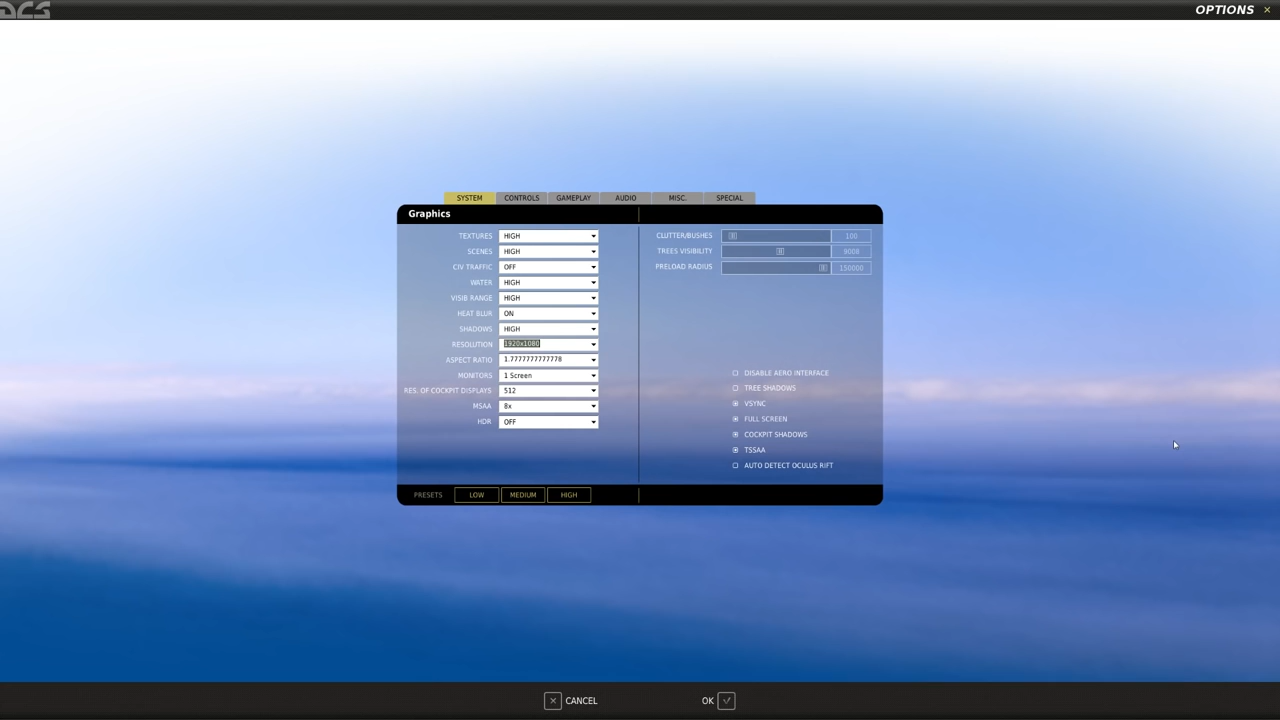 DCS
OPTIONS
SYSTEM CONTROLS GAMEPLAY AUDIO MISC. SPECIAL
Graphics
TEXTURES HIGH
SCENES HIGH
CIV TRAFFIC OFF
WATER HIGH
VISIB RANGE HIGH
HEAT BLUR ON
SHADOWS HIGH
RESOLUTION 1920x1080
ASPECT RATIO 1.7777777777778
MONITORS 1 Screen
RES. OF COCKPIT DISPLAYS 512
MSAA 8x
HDR OFF
CLUTTER/BUSHES 100
TREES VISIBILITY 9008
PRELOAD RADIUS 150000
DISABLE AERO INTERFACE
TREE SHADOWS
VSYNC
FULL SCREEN
COCKPIT SHADOWS
TSSAA
AUTO DETECT OCULUS RIFT
PRESETS LOW MEDIUM HIGH
CANCEL OK